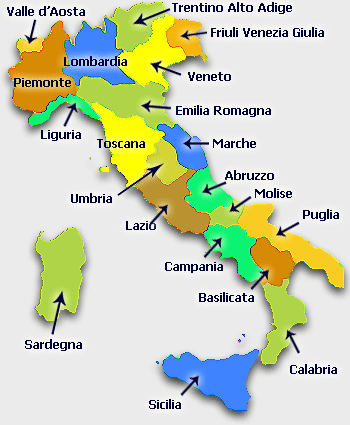 Trentino Alto Adige
Valle d'Aosta
Friuli Venezia Giulia
Lombardia
Veneto
Piemonte
Emilia Romagna
Liguria
Toscana
Marche
Abruzzo
Umbria
Molise
Puglia
Lazio
Campania
Basilicata
Sardegna
Calabria
Sicilia